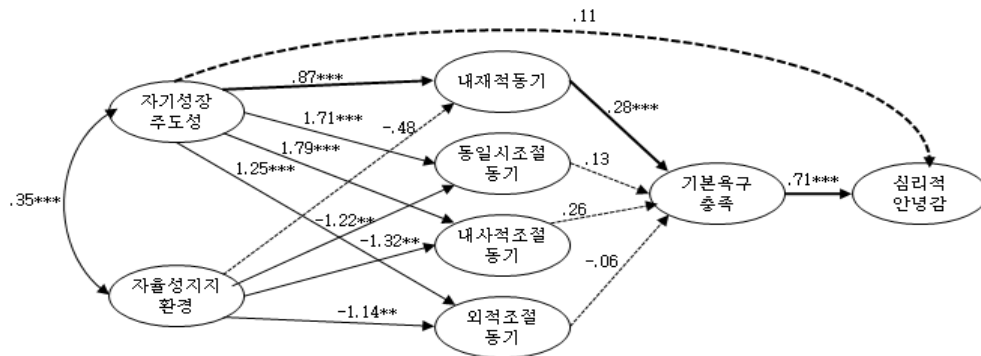 .11
.87***
내재적동기
자기성장
주도성
1.71***
-.48
.28***
1.79***
동일시조절
동기
.13
1.25***
기본욕구
충족
.71***
심리적
안녕감
.35***
-1.22**
내사적조절
동기
.26
-1.32**
-.06
자율성지지
환경
-1.14**
외적조절
동기